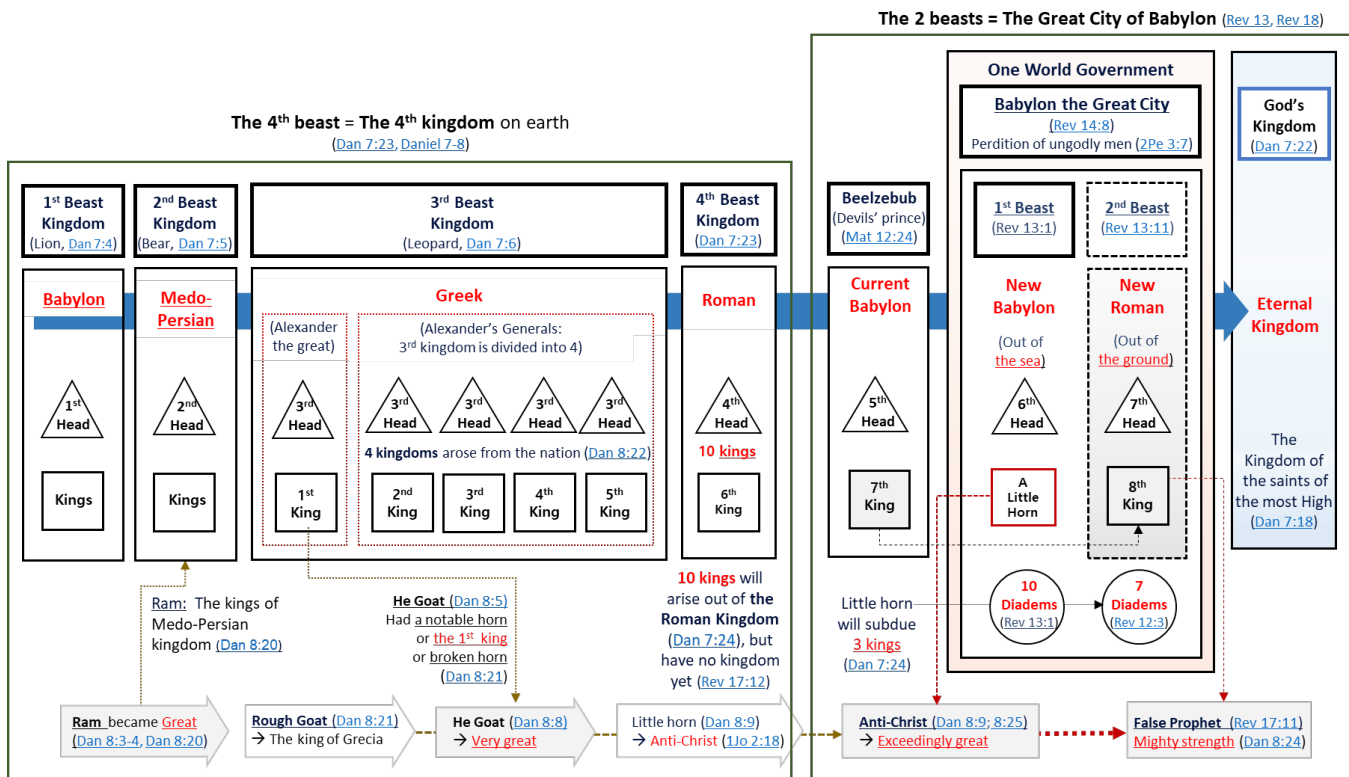 The 2 beasts = The Great City of Babylon (Rev 13, Rev 18)
The 4th beast = The 4th kingdom on earth
(Dan 7:23, Daniel 7-8)
1st Beast
Kingdom
(Lion, Dan 7:4)
2nd Beast
Kingdom
(Bear, Dan 7:5)
3rd Beast
Kingdom
(Leopard, Dan 7:6)
4th Beast
Kingdom
(Dan 7:23)
Babylon
Medo-
Persian
Greek
Roman
(Alexander
the great)
(Alexander's Generals:
3rd kingdom is divided into 4)
1st
Head
2nd
Head
3rd
Head
3rd
Head
3rd
Head
3rd
Head
3rd
Head
4th
Head
4 kingdoms arose from the nation (Dan 8:22)
10 kings
Kings
Kings
1st
King
2nd
King
3rd
King
4th
King
5th
King
6th
King
Ram: The kings of
Medo-Persian
kingdom (Dan 8:20)
He Goat (Dan 8:5)
Had a notable horn
or the 1st king
or broken horn
(Dan 8:21)
10 kings will
arise out of the
Roman Kingdom
(Dan 7:24), but
have no kingdom
yet (Rev 17:12)
One World Government
Babylon the Great City
(Rev 14:8)
Perdition of ungodly men (2Pe 3:7)
God's
Kingdom
(Dan 7:22)
Beelzebub
(Devils' prince)
(Mat 12:24)
1st Beast
(Rev 13:1)
2nd Beast
(Rev 13:11)
Current
Babylon
New
Babylon
New
Roman
Eternal
Kingdom
(Out of
the sea)
(Out of
the ground)
5th
Head
6th
Head
7th
Head
7th
King
A
Little
Horn
8th
King
The
Kingdom of
the saints of
the most High
(Dan 7:18)
Little horn
will subdue
3 kings
(Dan 7:24)
10
Diadems
(Rev 13:1)
7
Diadems
(Rev 12:3)
Ram became Great
(Dan 8:3-4, Dan 8:20)
Rough Goat (Dan 8:21)
→ The king of Grecia
He Goat (Dan 8:8)
→ Very great
Little horn (Dan 8:9)
→ Anti-Christ (1Jo 2:18)
Anti-Christ (Dan 8:9; 8:25)
→ Exceedingly great
False Prophet (Rev 17:11)
Mighty strength (Dan 8:24)